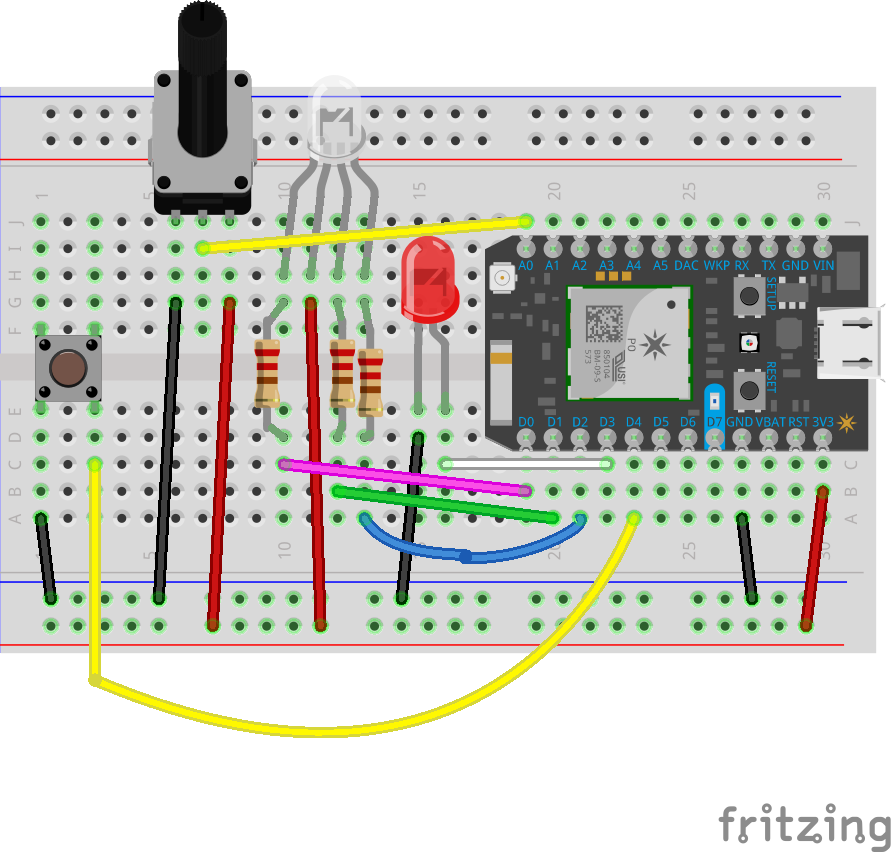 1 5 10 15 20 25 30
J J
I
H
G
F
A0 A1 A2 A3 A4 A5 DAC WKP RX TX GND VIN
SETUP
PO
RESET
D0 D1 D2 D3 D4 D5 D6 D7 GND VBAT RST 3V3
E
D
C C
B B
A A
5 10 20 25 30
fritzing